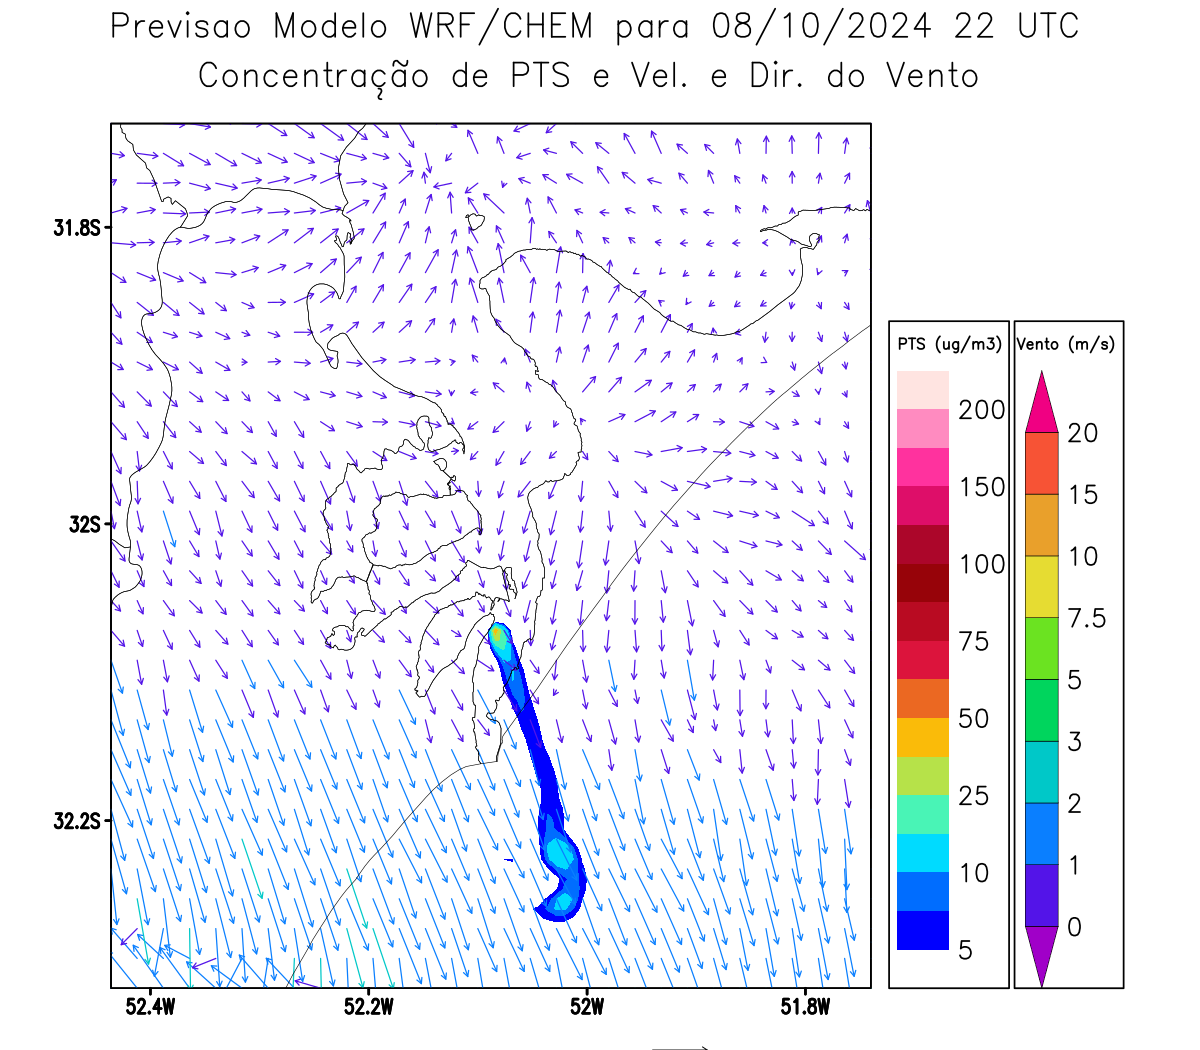 Previsao Modelo WRF/CHEM para 08/10/2024 22 UTC
Concentração de PTS e Vel. e Dir. do Vento
31.8S
32S
32.2S
52.4W
52.2W
52W
51.8W
PTS (ug/m3)
200
150
100
75
50
25
10
5
Vento (m/s)
20
15
10
7.5
5
3
2
1
0